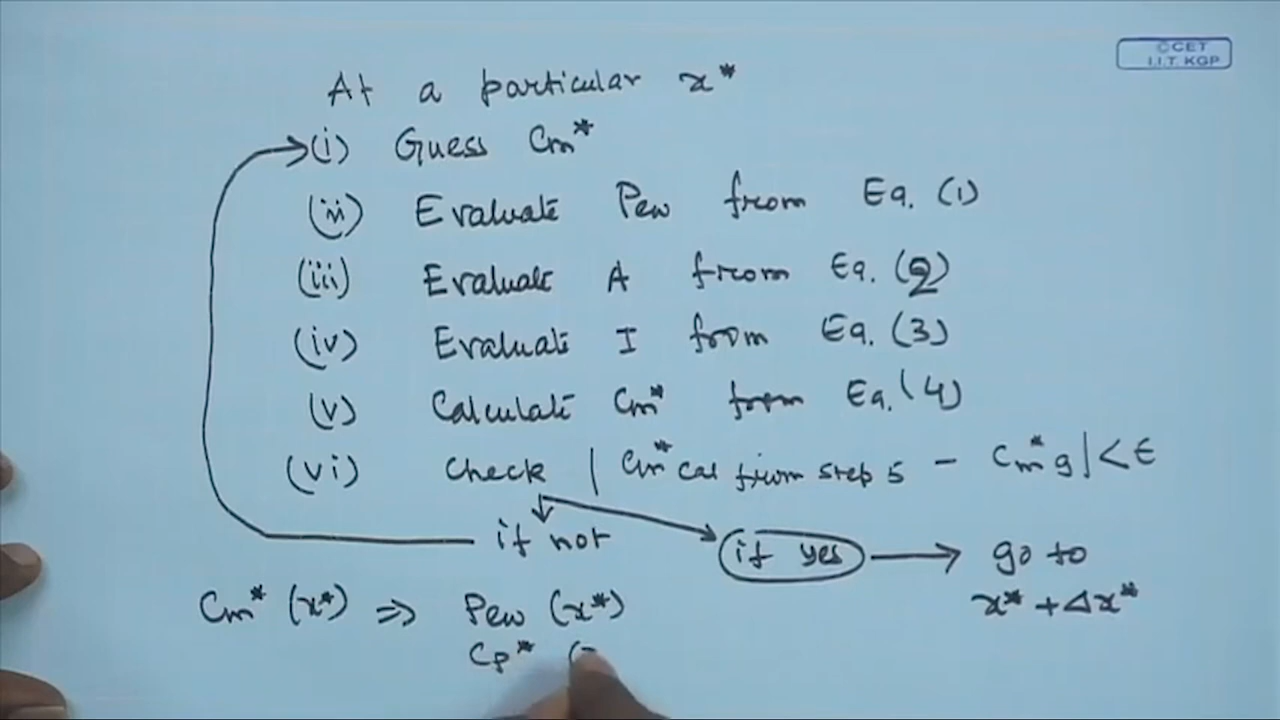 ©CET
I.I.T. KGP
At a particular x*
(i) Guess Cm*
(ii) Evaluate Pew from Eq. (1)
(iii) Evaluate A from Eq. (2)
(iv) Evaluate I from Eq. (3)
(v) Calculate Cm* from Eq. (4)
(vi) Check | Cm* cal from step 5 - Cm* g | < ε
if not
if yes → go to
x* + Δx*
Cm* (x*) ⇒ Pew (x*)
Cp* (